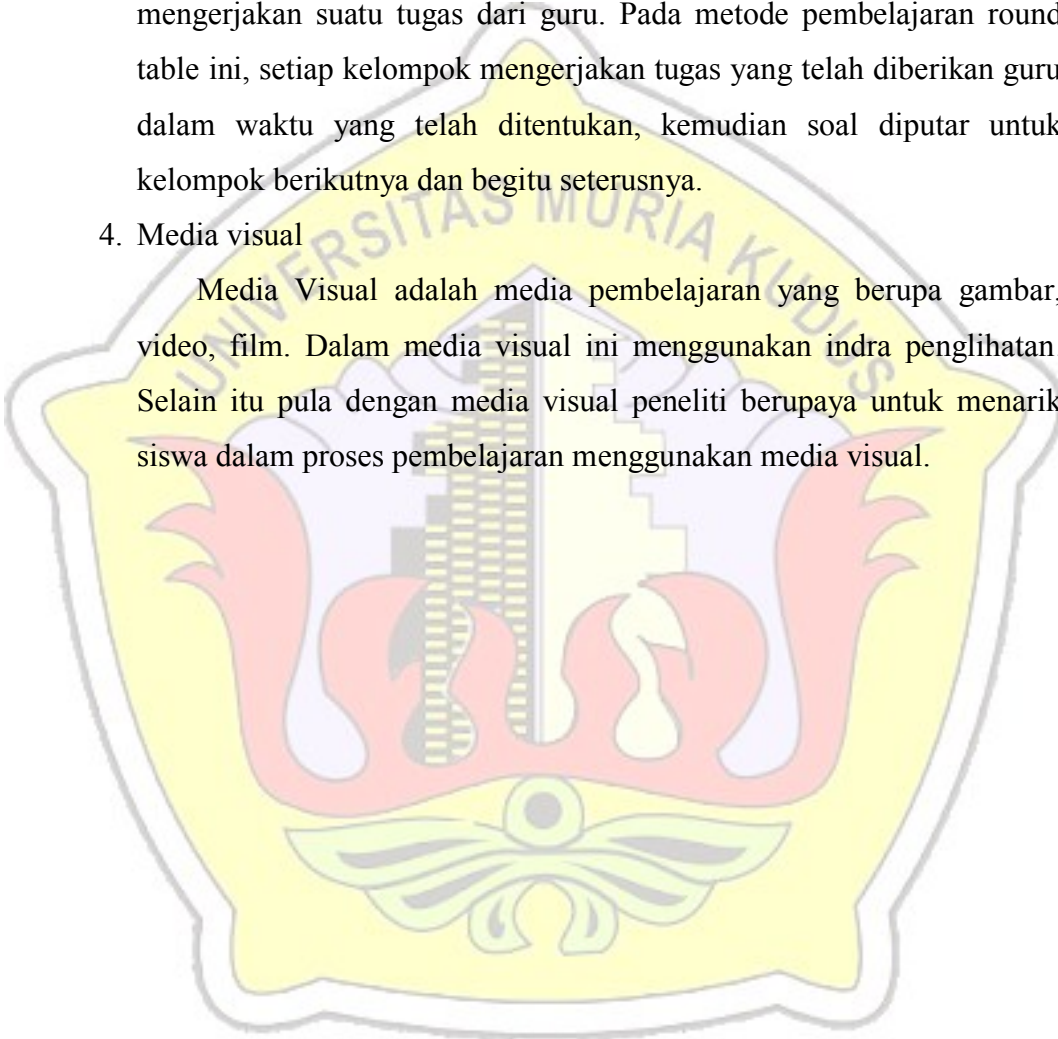 mengerjakan suatu tugas dari guru. Pada metode pembelajaran round
table ini, setiap kelompok mengerjakan tugas yang telah diberikan guru
dalam waktu yang telah ditentukan, kemudian soal diputar untuk
kelompok berikutnya dan begitu seterusnya.
4. Media visual
Media Visual adalah media pembelajaran yang berupa gambar,
video, film. Dalam media visual ini menggunakan indra penglihatan
Selain itu pula dengan media visual peneliti berupaya untuk menarik
siswa dalam proses pembelajaran menggunakan media visual.
UNIVERSITAS MURIA KUDUS